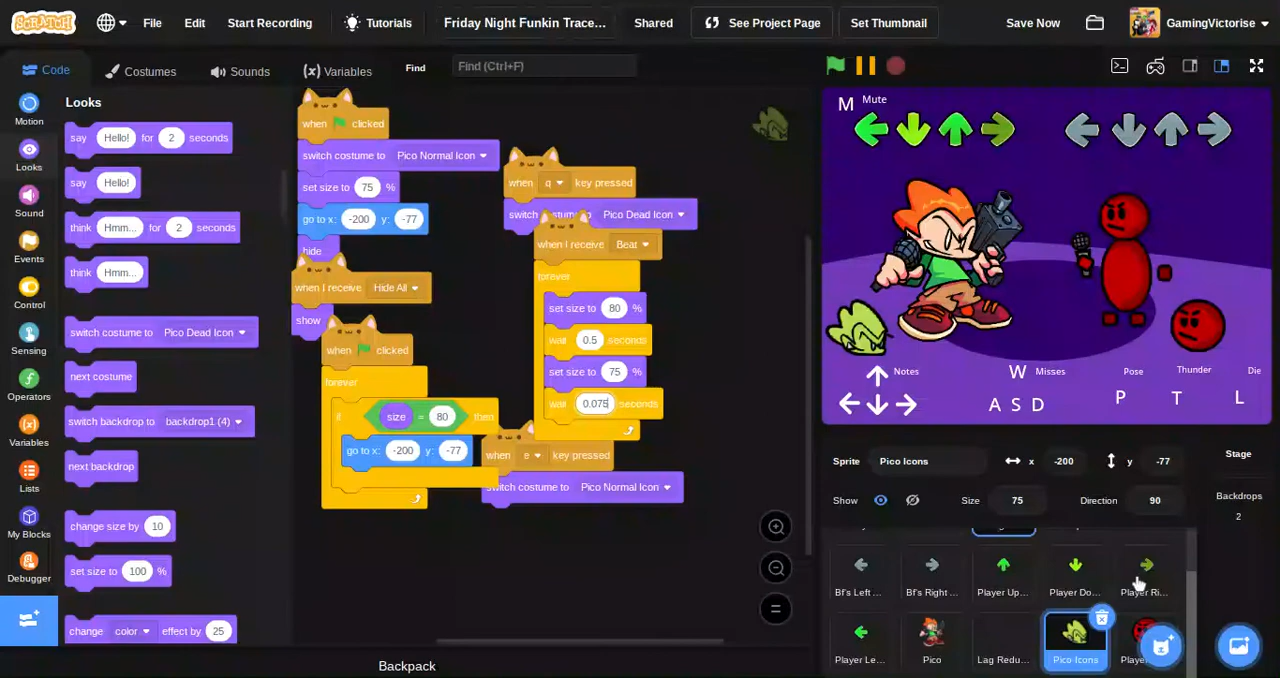 SCRATCH File Edit Start Recording Tutorials Friday Night Funkin Trace... Shared See Project Page Set Thumbnail Save Now GamingVictorise
Code Costumes Sounds (x) Variables Find Find (Ctrl+F)
Motion
Looks
Sound
Events
Control
Sensing
Operators
Variables
Lists
My Blocks
Debugger
Looks
say Hello! for 2 seconds
say Hello!
think Hmm... for 2 seconds
think Hmm...
switch costume to Pico Dead Icon
next costume
switch backdrop to backdrop1 (4)
next backdrop
change size by 10
set size to 100 %
change color effect by 25
when clicked
switch costume to Pico Normal Icon
set size to 75 %
go to x: -200 y: -77
hide
when I receive Hide All
show
when clicked
forever
if size = 80 then
go to x: -200 y: -77
when q key pressed
Pico Dead Icon
when I receive Beat
forever
set size to 80 %
wait 0.5 seconds
set size to 75 %
wait 0.075 seconds
when e key pressed
switch costume to Pico Normal Icon
Backpack
M Mute
Notes W Misses Pose Thunder Die
A S D P T L
Sprite Pico Icons x -200 y -77
Show Size 75 Direction 90
Stage
Backdrops
2
Bf's Left ... Bf's Right ... Player Up... Player Do... Player Ri...
Player Le... Pico Lag Redu... Pico Icons Player